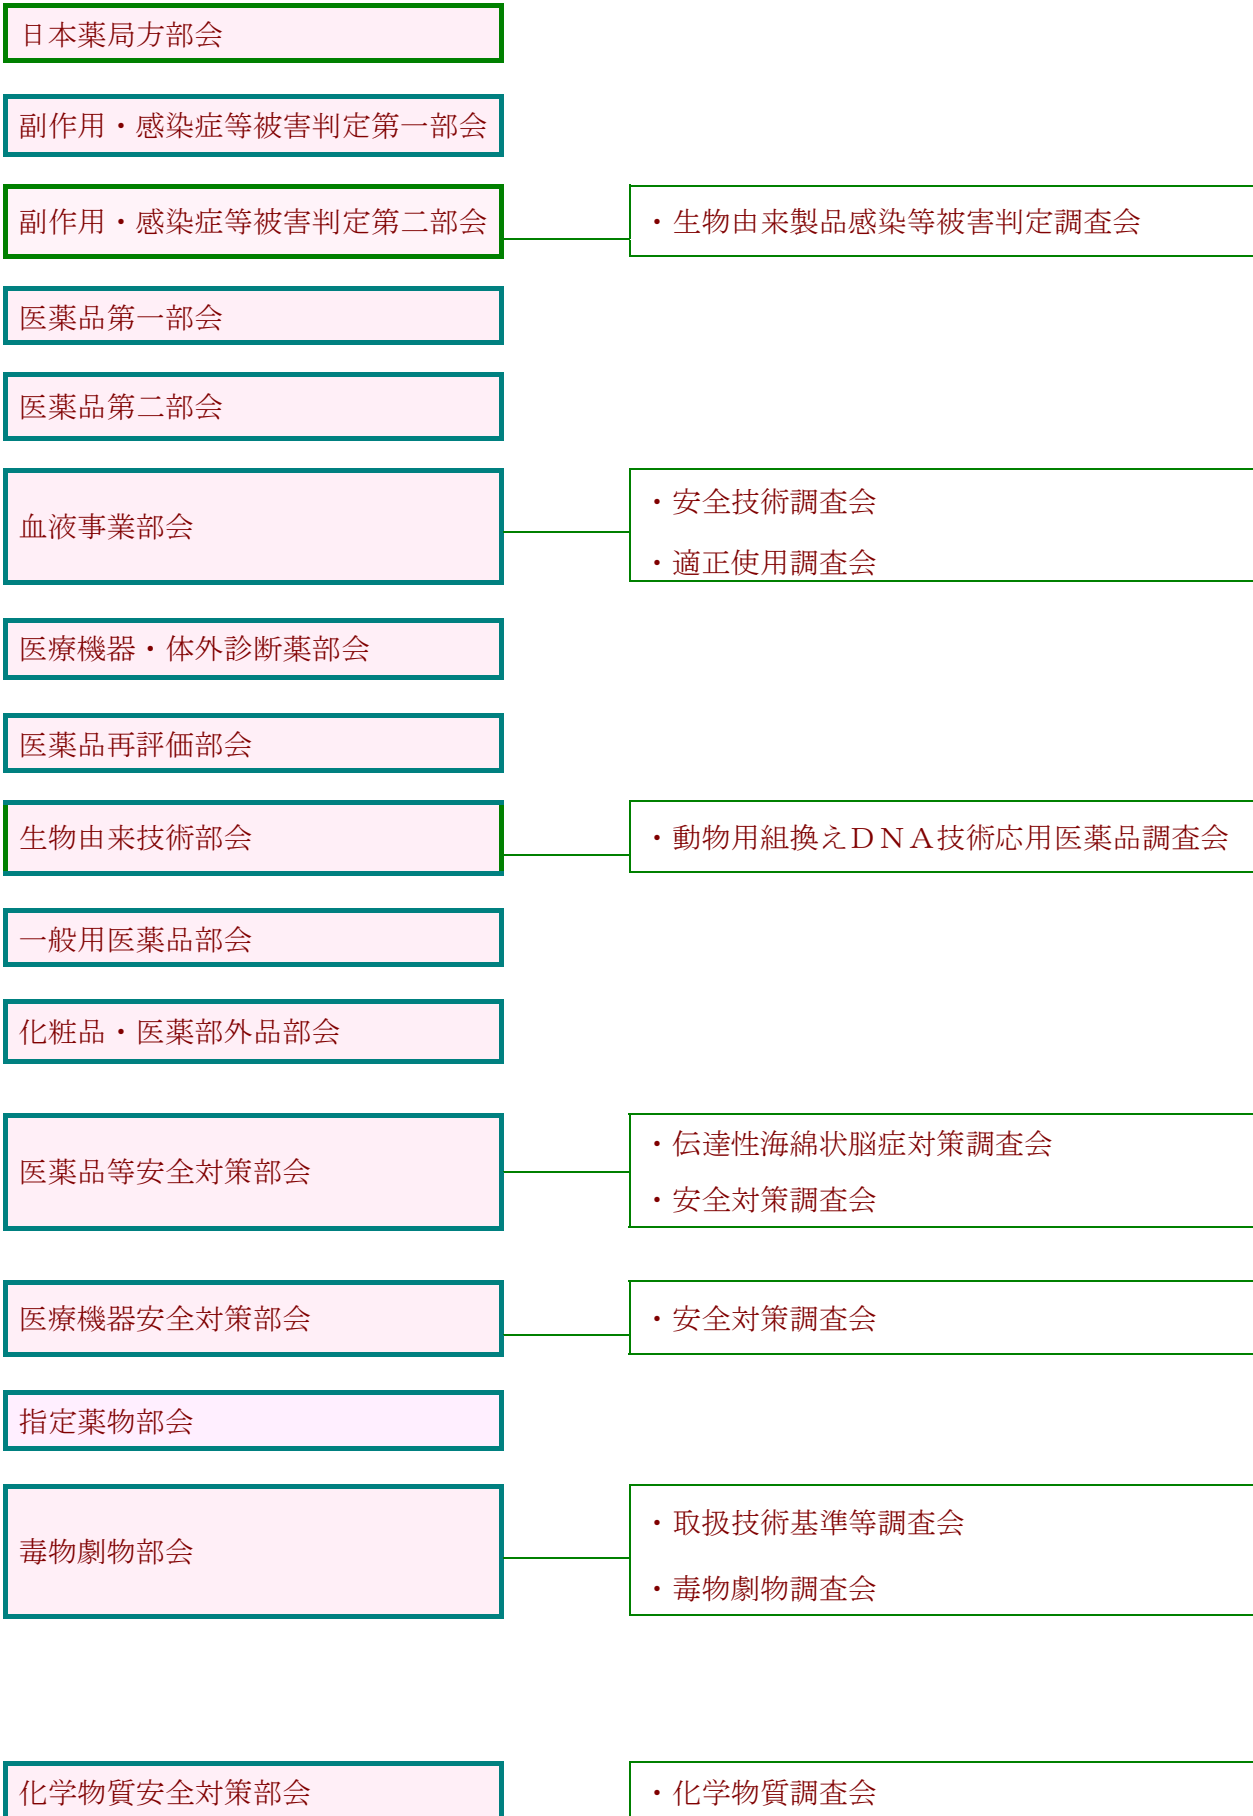 日本薬局方部会
副作用・感染症等被害判定第一部会
副作用・感染症等被害判定第二部会
・生物由来製品感染等被害判定調査会
医薬品第一部会
医薬品第二部会
血液事業部会
・安全技術調査会
・適正使用調査会
医療機器・体外診断薬部会
医薬品再評価部会
生物由来技術部会
・動物用組換えＤＮＡ技術応用医薬品調査会
一般用医薬品部会
化粧品・医薬部外品部会
医薬品等安全対策部会
・伝達性海綿状脳症対策調査会
・安全対策調査会
医療機器安全対策部会
・安全対策調査会
指定薬物部会
毒物劇物部会
・取扱技術基準等調査会
・毒物劇物調査会
化学物質安全対策部会
・化学物質調査会